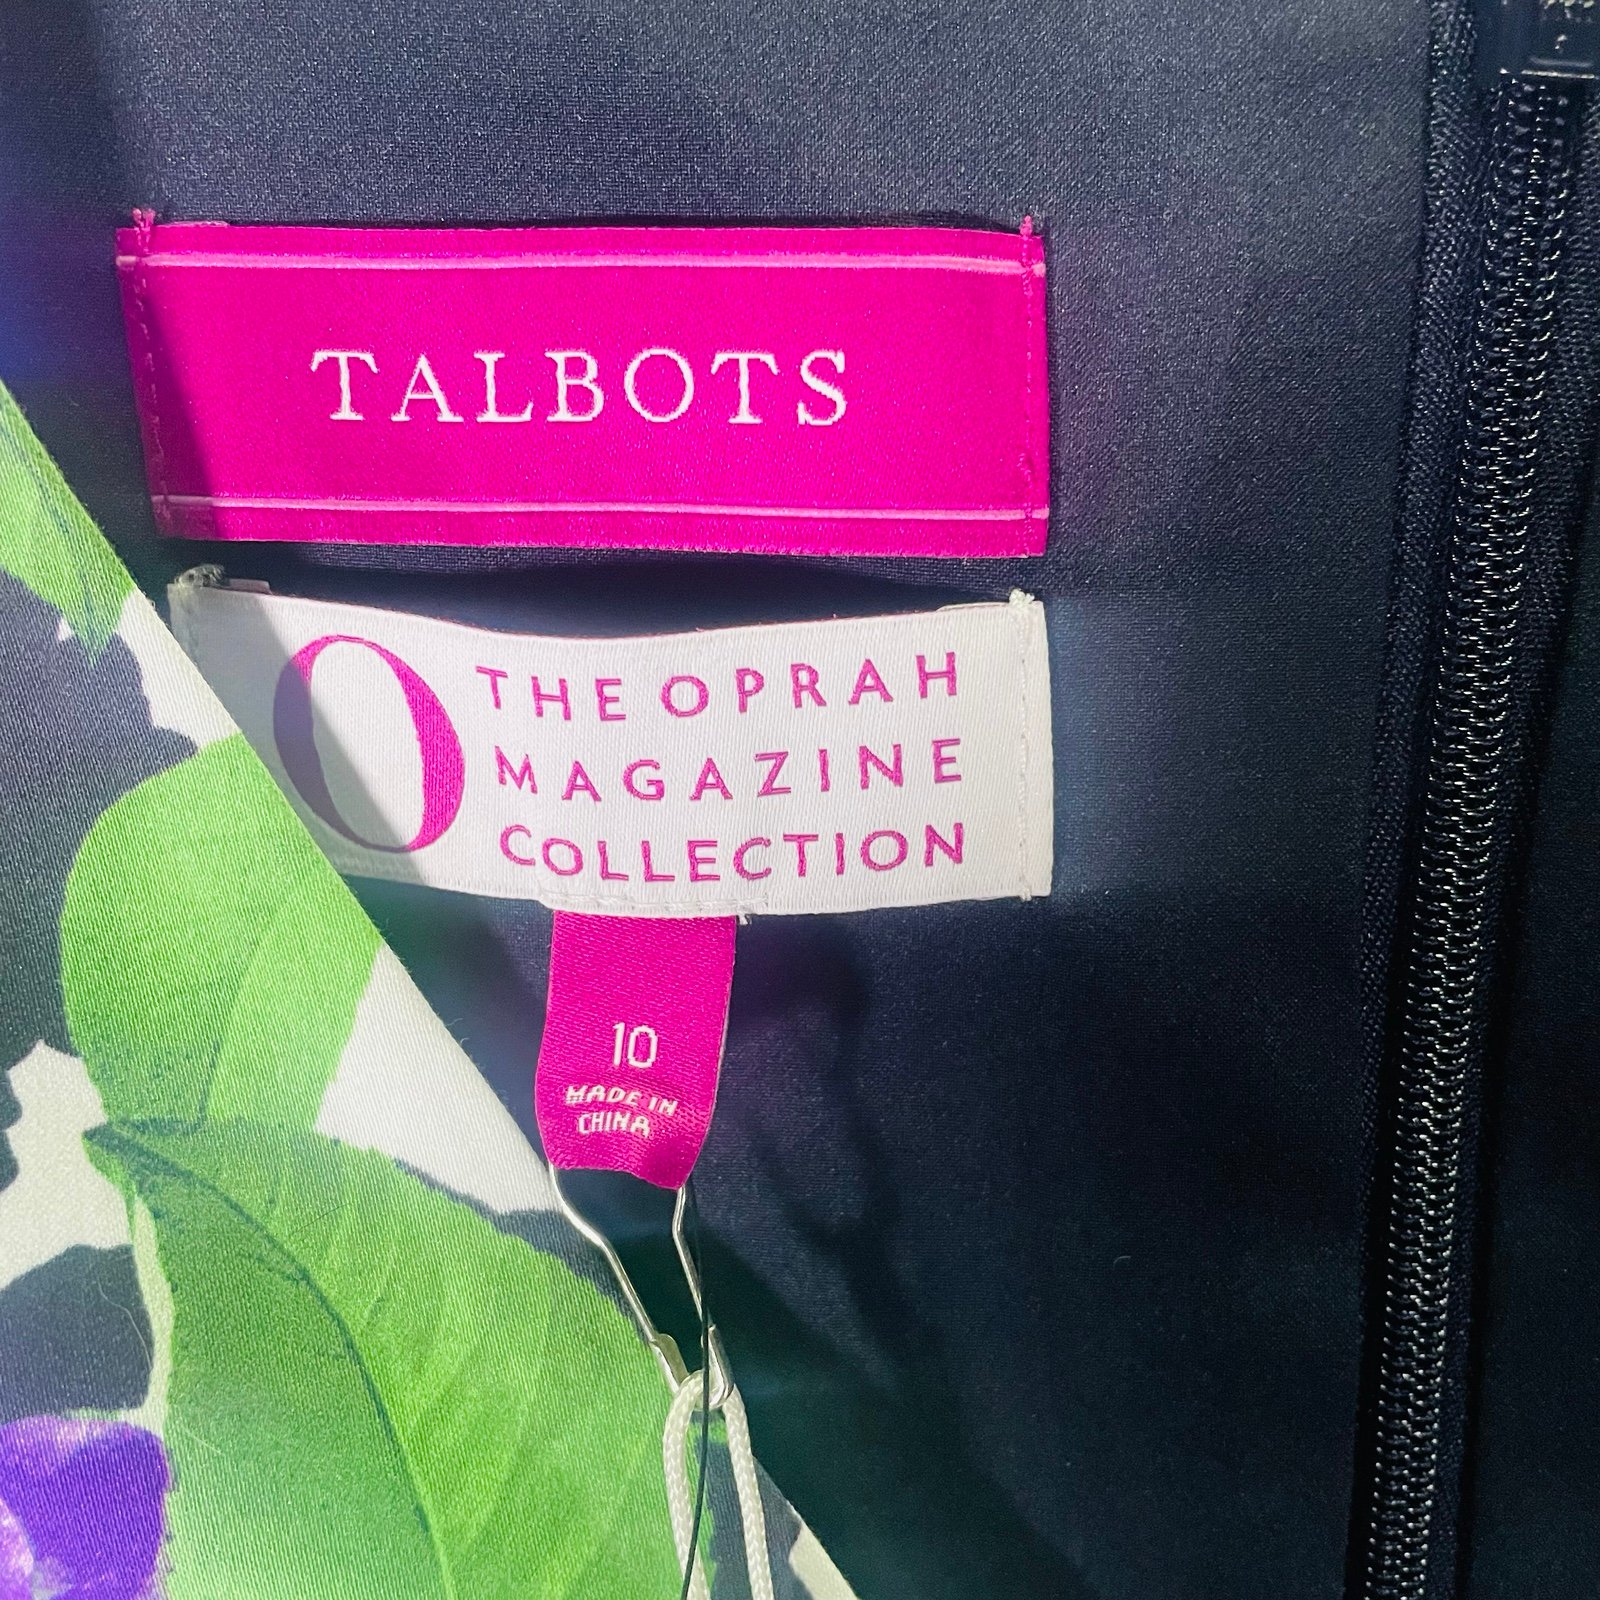 TALBOTS
O
THE OPRAH
MAGAZINE
COLLECTION
10
MADE IN
CHINA